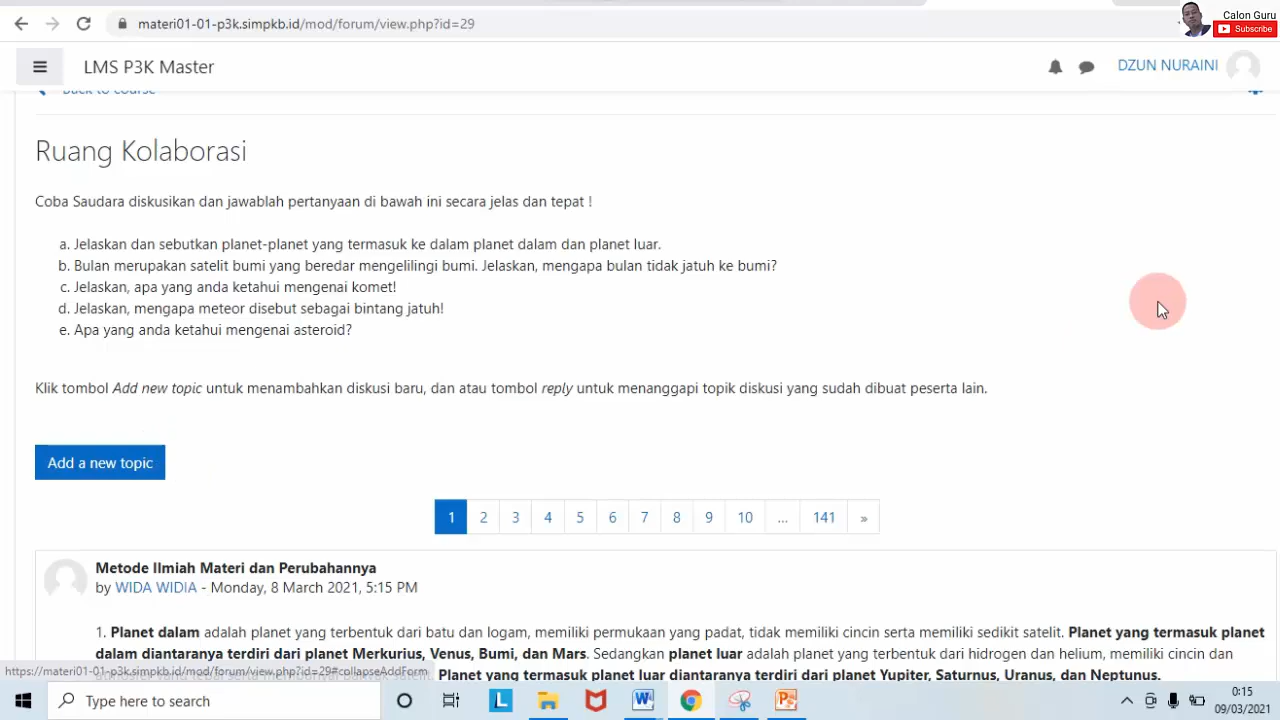 materi01-01-p3k.simpkb.id/mod/forum/view.php?id=29
Calon Guru
Subscribe
LMS P3K Master
DZUN NURAINI
Back to course
Ruang Kolaborasi
Coba Saudara diskusikan dan jawablah pertanyaan di bawah ini secara jelas dan tepat !
a. Jelaskan dan sebutkan planet-planet yang termasuk ke dalam planet dalam dan planet luar.
b. Bulan merupakan satelit bumi yang beredar mengelilingi bumi. Jelaskan, mengapa bulan tidak jatuh ke bumi?
c. Jelaskan, apa yang anda ketahui mengenai komet!
d. Jelaskan, mengapa meteor disebut sebagai bintang jatuh!
e. Apa yang anda ketahui mengenai asteroid?
Klik tombol Add new topic untuk menambahkan diskusi baru, dan atau tombol reply untuk menanggapi topik diskusi yang sudah dibuat peserta lain.
Add a new topic
1 2 3 4 5 6 7 8 9 10 ... 141 »
Metode Ilmiah Materi dan Perubahannya
by WIDA WIDIA - Monday, 8 March 2021, 5:15 PM
1. Planet dalam adalah planet yang terbentuk dari batu dan logam, memiliki permukaan yang padat, tidak memiliki cincin serta memiliki sedikit satelit. Planet yang termasuk planet
dalam diantaranya terdiri dari planet Merkurius, Venus, Bumi, dan Mars. Sedangkan planet luar adalah planet yang terbentuk dari hidrogen dan helium, memiliki cincin dan
Planet yang termasuk planet luar diantaranya terdiri dari planet Yupiter, Saturnus, Uranus, dan Neptunus.
https://materi01-01-p3k.simpkb.id/mod/forum/view.php?id=29#collapseAddForm
Type here to search
0:15
09/03/2021